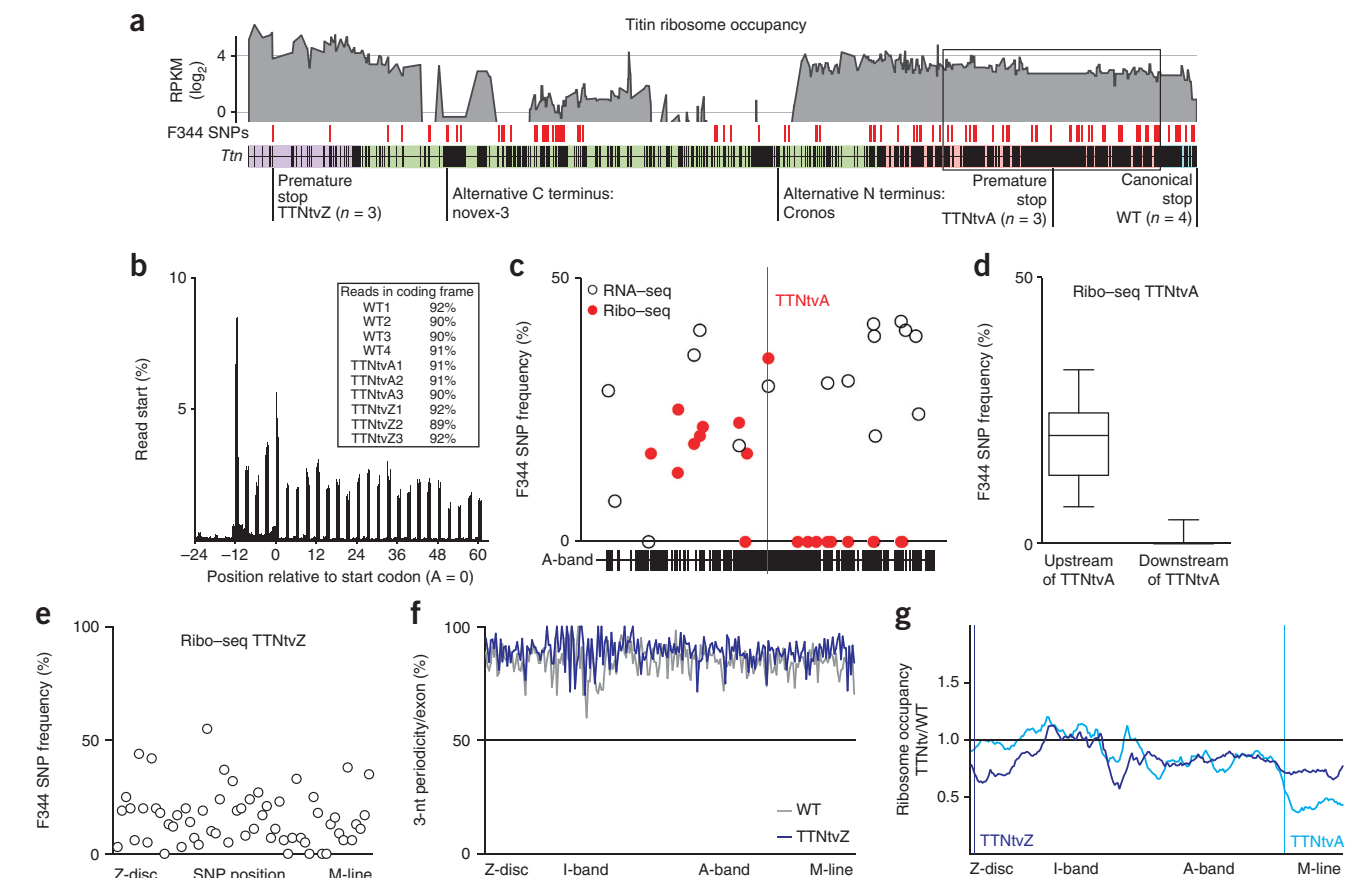 a
Titin ribosome occupancy
RPKM
(log2)
4
0
F344 SNPs
Ttn
Premature
stop
TTNtvZ (n = 3)
Alternative C terminus:
novex-3
Alternative N terminus:
Cronos
Premature
stop
TTNtvA (n = 3)
Canonical
stop
WT (n = 4)
b
Read start (%)
10
5
Reads in coding frame
WT1 92%
WT2 90%
WT3 90%
WT4 91%
TTNtvA1 91%
TTNtvA2 91%
TTNtvA3 90%
TTNtvZ1 92%
TTNtvZ2 89%
TTNtvZ3 92%
–24 –12 0 12 24 36 48 60
Position relative to start codon (A = 0)
c
F344 SNP frequency (%)
50
0
RNA–seq
Ribo–seq
TTNtvA
A-band
d
F344 SNP frequency (%)
50
0
Ribo–seq TTNtvA
Upstream
of TTNtvA
Downstream
of TTNtvA
e
F344 SNP frequency (%)
100
50
0
Ribo–seq TTNtvZ
Z-disc SNP position M-line
f
3-nt periodicity/exon (%)
100
50
0
WT
TTNtvZ
Z-disc I-band A-band M-line
g
Ribosome occupancy
TTNtv/WT
1.5
1.0
0.5
TTNtvZ
TTNtvA
Z-disc I-band A-band M-line